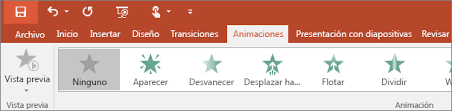 Archivo Inicio Insertar Diseño Transiciones Animaciones Presentación con diapositivas Revisar
Vista previa
Ninguno Aparecer Desvanecer Desplazar ha... Flotar Dividir
Vista previa Animación